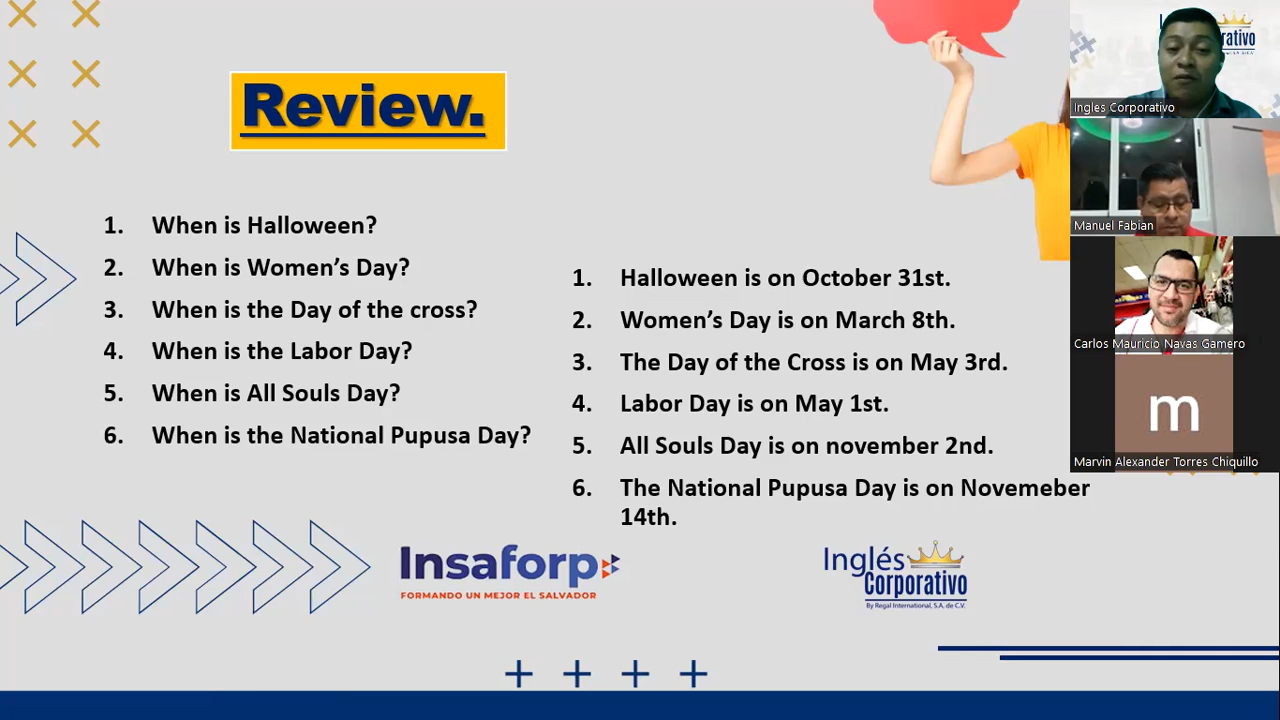 Review.
1. When is Halloween?
2. When is Women’s Day?
3. When is the Day of the cross?
4. When is the Labor Day?
5. When is All Souls Day?
6. When is the National Pupusa Day?
1. Halloween is on October 31st.
2. Women’s Day is on March 8th.
3. The Day of the Cross is on May 3rd.
4. Labor Day is on May 1st.
5. All Souls Day is on november 2nd.
6. The National Pupusa Day is on Novemeber
14th.
Insaforp
FORMANDO UN MEJOR EL SALVADOR
Inglés
Corporativo
By Regal International, S.A. de C.V.
Ingles Corporativo
Manuel Fabian
Carlos Mauricio Navas Gamero
m
Marvin Alexander Torres Chiquillo